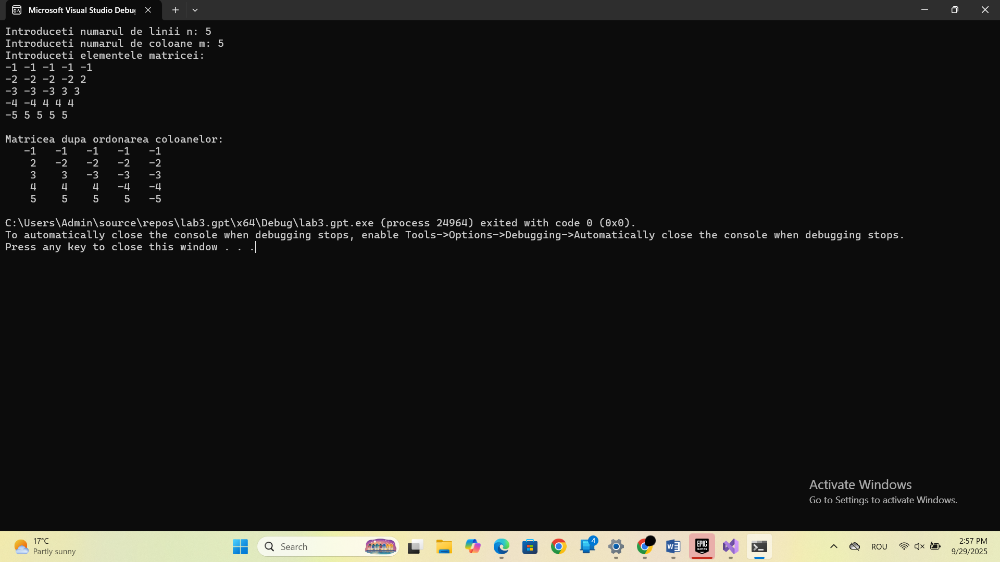 Microsoft Visual Studio Debug
Introduceti numarul de linii n: 5
Introduceti numarul de coloane m: 5
Introduceti elementele matricei:
-1 -1 -1 -1 -1
-2 -2 -2 -2 2
-3 -3 -3 3 3
-4 -4 4 4 4
-5 5 5 5 5
Matricea dupa ordonarea coloanelor:
-1 -1 -1 -1 -1
2 -2 -2 -2 -2
3 3 -3 -3 -3
4 4 4 -4 -4
5 5 5 5 -5
C:\Users\Admin\source\repos\lab3.gpt\x64\Debug\lab3.gpt.exe (process 24964) exited with code 0 (0x0).
To automatically close the console when debugging stops, enable Tools->Options->Debugging->Automatically close the console when debugging stops.
Press any key to close this window . . .
Activate Windows
Go to Settings to activate Windows.
17°C
Partly sunny
Search
4
EPIC
GAMES
ROU
2:57 PM
9/29/2025